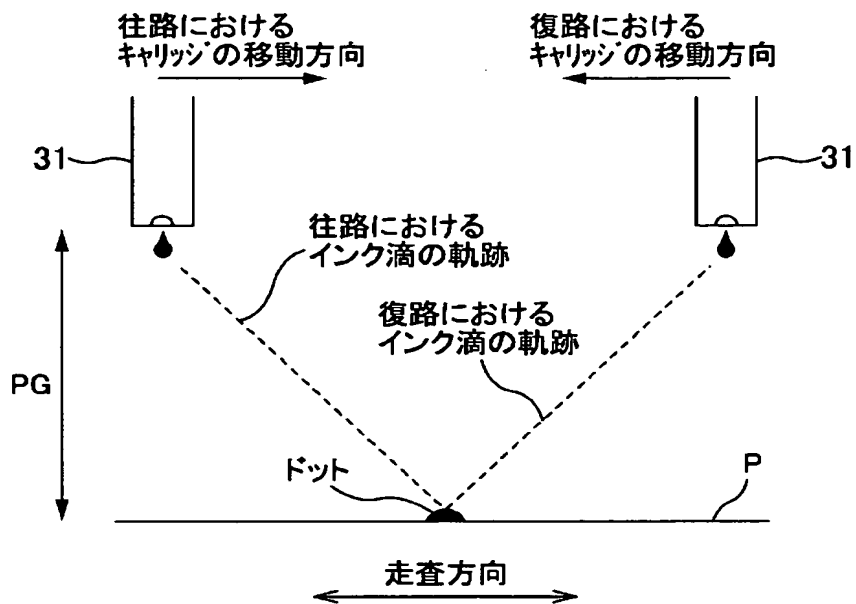 往路における
ｷｬﾘｯｼﾞの移動方向
復路における
ｷｬﾘｯｼﾞの移動方向
31
31
往路における
インク滴の軌跡
復路における
インク滴の軌跡
PG
ドット
P
走査方向